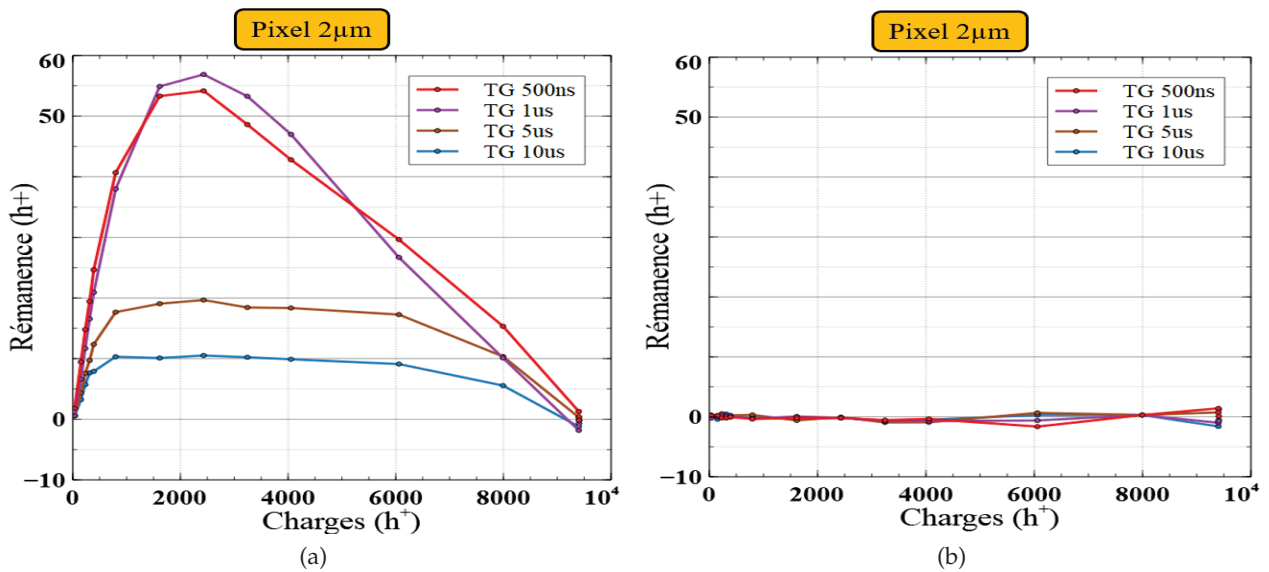 Pixel 2µm
60
50
0
−10
Rémanence (h+)
TG 500ns
TG 1us
TG 5us
TG 10us
0 2000 4000 6000 8000 10⁴
Charges (h⁺)
(a)
Pixel 2µm
60
50
0
−10
Rémanence (h+)
TG 500ns
TG 1us
TG 5us
TG 10us
0 2000 4000 6000 8000 10⁴
Charges (h⁺)
(b)